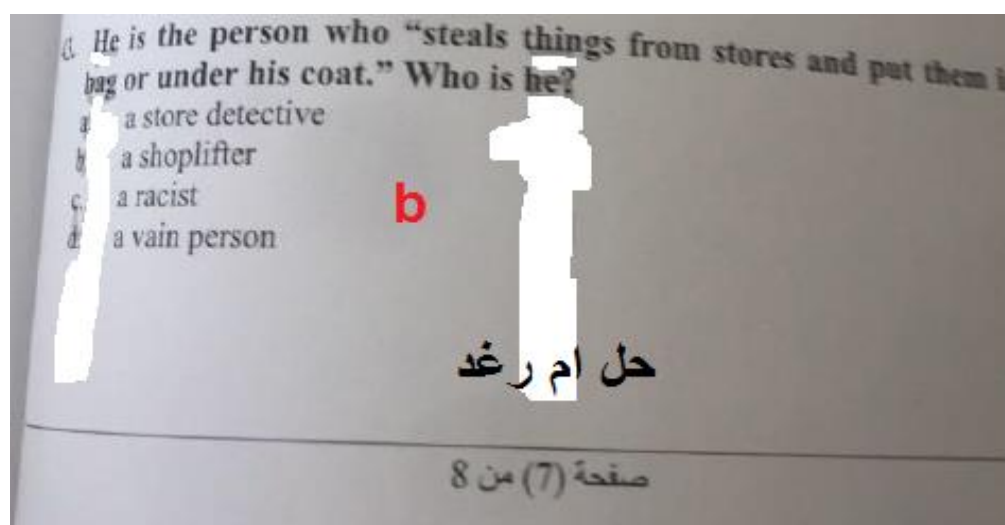 He is the person who “steals things from stores and put them
bag or under his coat.” Who is he?
a store detective
b a shoplifter
c. a racist
d a vain person
b
حل ام رغد
صفحة (7) من 8